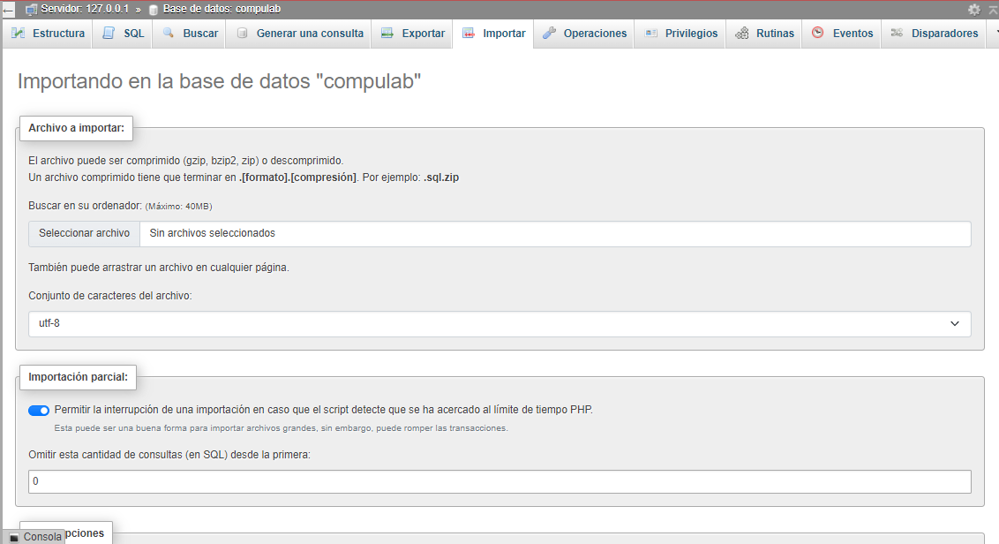 Servidor: 127.0.0.1 » Base de datos: compulab
Estructura SQL Buscar Generar una consulta Exportar Importar Operaciones Privilegios Rutinas Eventos Disparadores
Importando en la base de datos "compulab"
Archivo a importar:
El archivo puede ser comprimido (gzip, bzip2, zip) o descomprimido.
Un archivo comprimido tiene que terminar en .[formato].[compresión]. Por ejemplo: .sql.zip
Buscar en su ordenador: (Máximo: 40MB)
Seleccionar archivo Sin archivos seleccionados
También puede arrastrar un archivo en cualquier página.
Conjunto de caracteres del archivo:
utf-8
Importación parcial:
Permitir la interrupción de una importación en caso que el script detecte que se ha acercado al límite de tiempo PHP.
Esta puede ser una buena forma para importar archivos grandes, sin embargo, puede romper las transacciones.
Omitir esta cantidad de consultas (en SQL) desde la primera:
0
Consola pciones